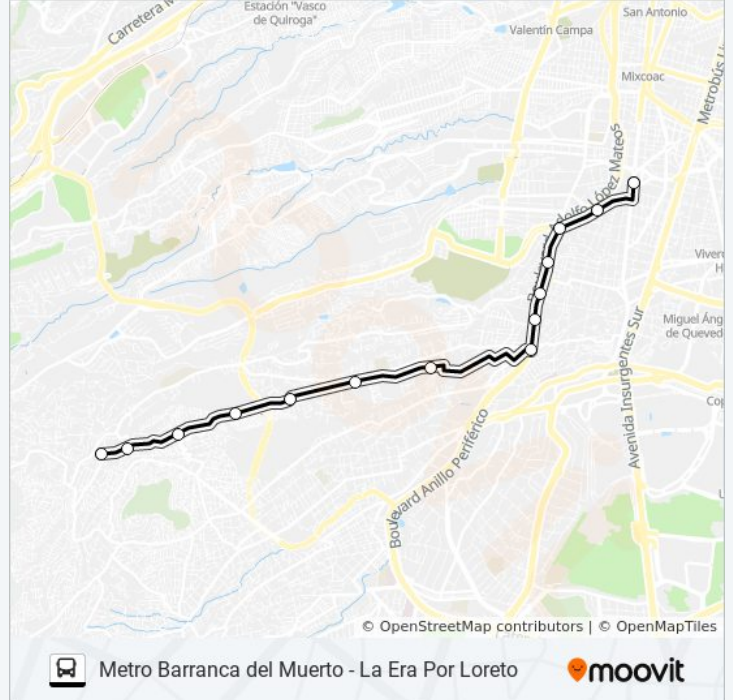 Estación "Vasco
de Quiroga"
San Antonio
Carretera M
Valentín Campa
Mixcoac
Metrobús
Adolfo López Mateos
Vivero
H
Miguel Áng
de Queved
Avenida Insurgentes Sur
Boulevard Anillo Periférico
© OpenStreetMap contributors | © OpenMapTiles
Metro Barranca del Muerto - La Era Por Loreto
moovit